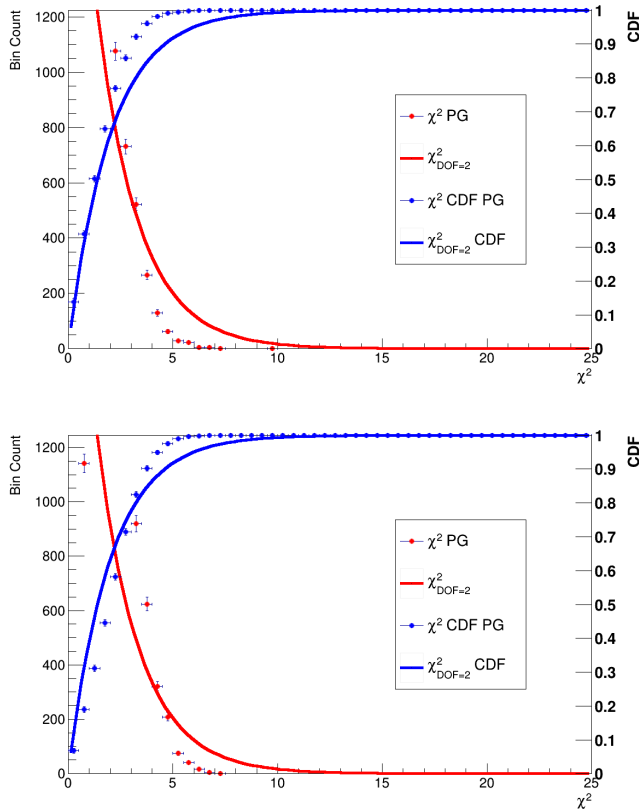 Bin Count
1200
1000
800
600
400
200
0
0 5 10 15 20 25
χ²
1
0.9
0.8
0.7
0.6
0.5
0.4
0.3
0.2
0.1
0
CDF
χ² PG
χ²DOF=2
χ² CDF PG
χ²DOF=2 CDF
Bin Count
1200
1000
800
600
400
200
0
0 5 10 15 20 25
χ²
1
0.9
0.8
0.7
0.6
0.5
0.4
0.3
0.2
0.1
0
CDF
χ² PG
χ²DOF=2
χ² CDF PG
χ²DOF=2 CDF